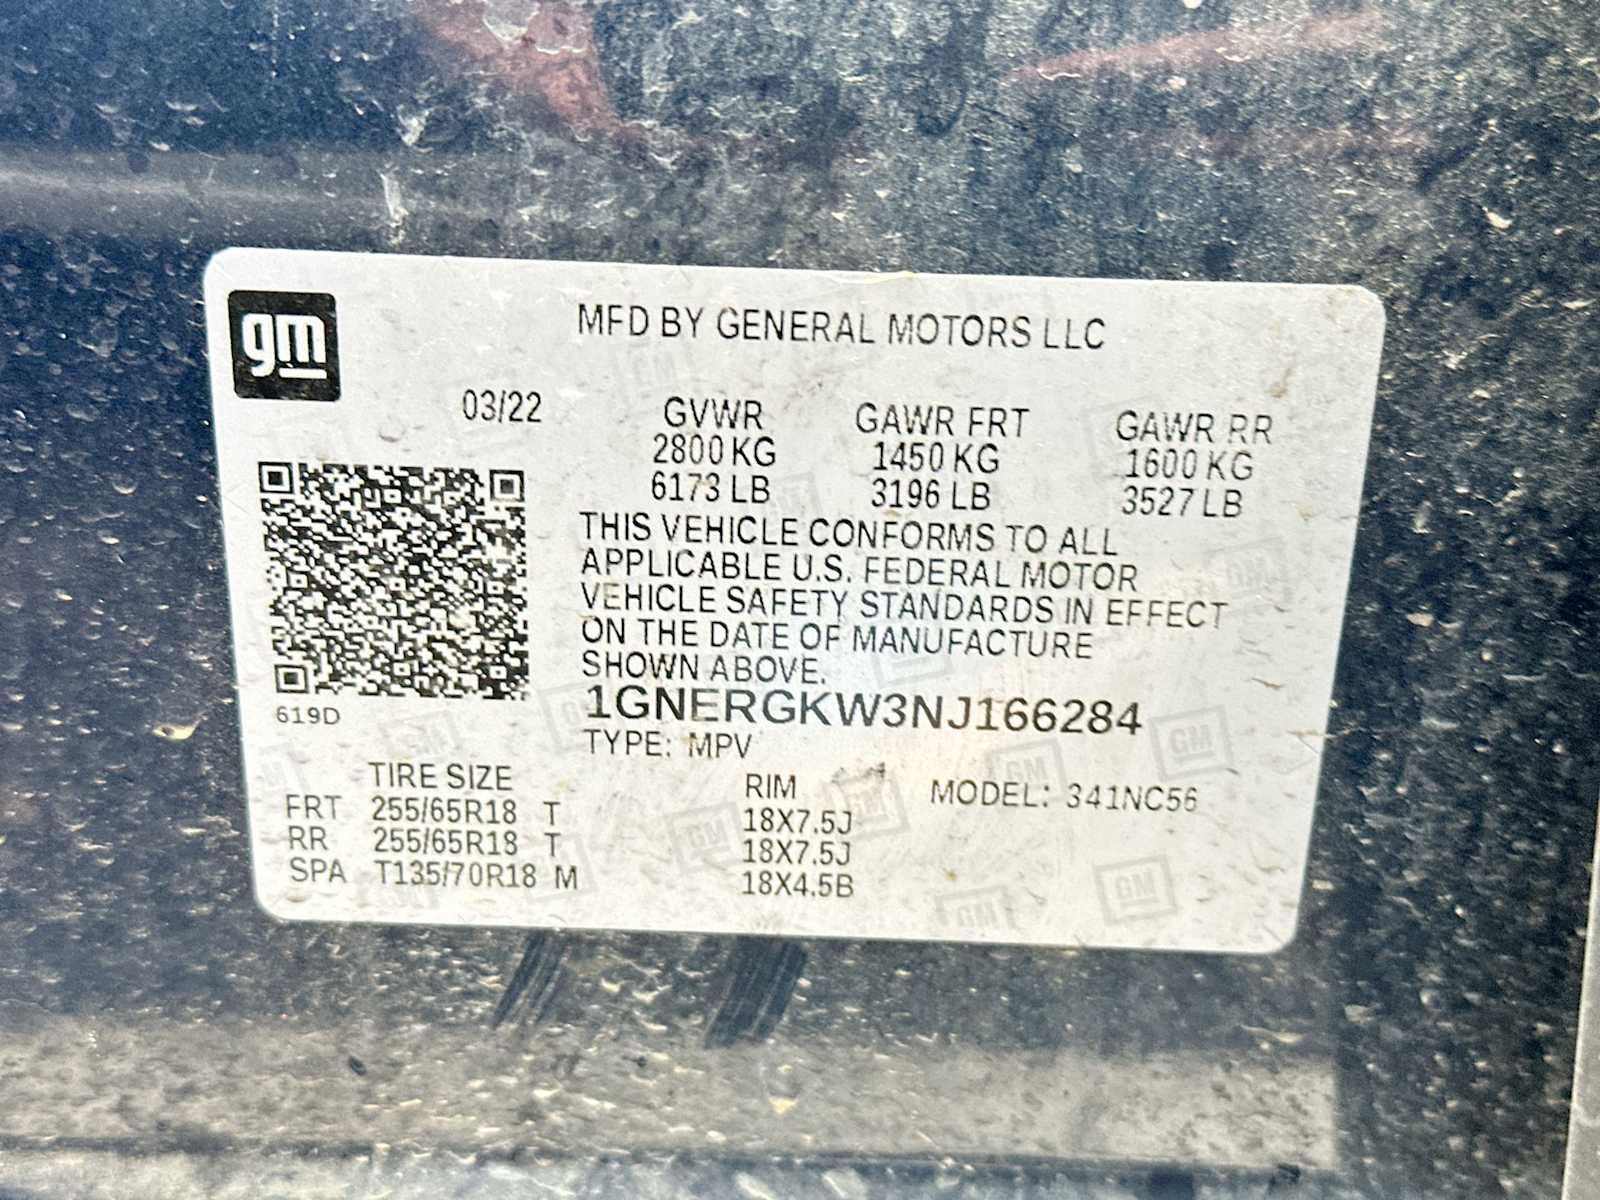 gm
MFD BY GENERAL MOTORS LLC
03/22 GVWR GAWR FRT GAWR RR
2800 KG 1450 KG 1600 KG
6173 LB 3196 LB 3527 LB
THIS VEHICLE CONFORMS TO ALL
APPLICABLE U.S. FEDERAL MOTOR
VEHICLE SAFETY STANDARDS IN EFFECT
ON THE DATE OF MANUFACTURE
SHOWN ABOVE.
1GNERGKW3NJ166284
619D
TYPE: MPV
TIRE SIZE RIM MODEL: 341NC56
FRT 255/65R18 T 18X7.5J
RR 255/65R18 T 18X7.5J
SPA T135/70R18 M 18X4.5B